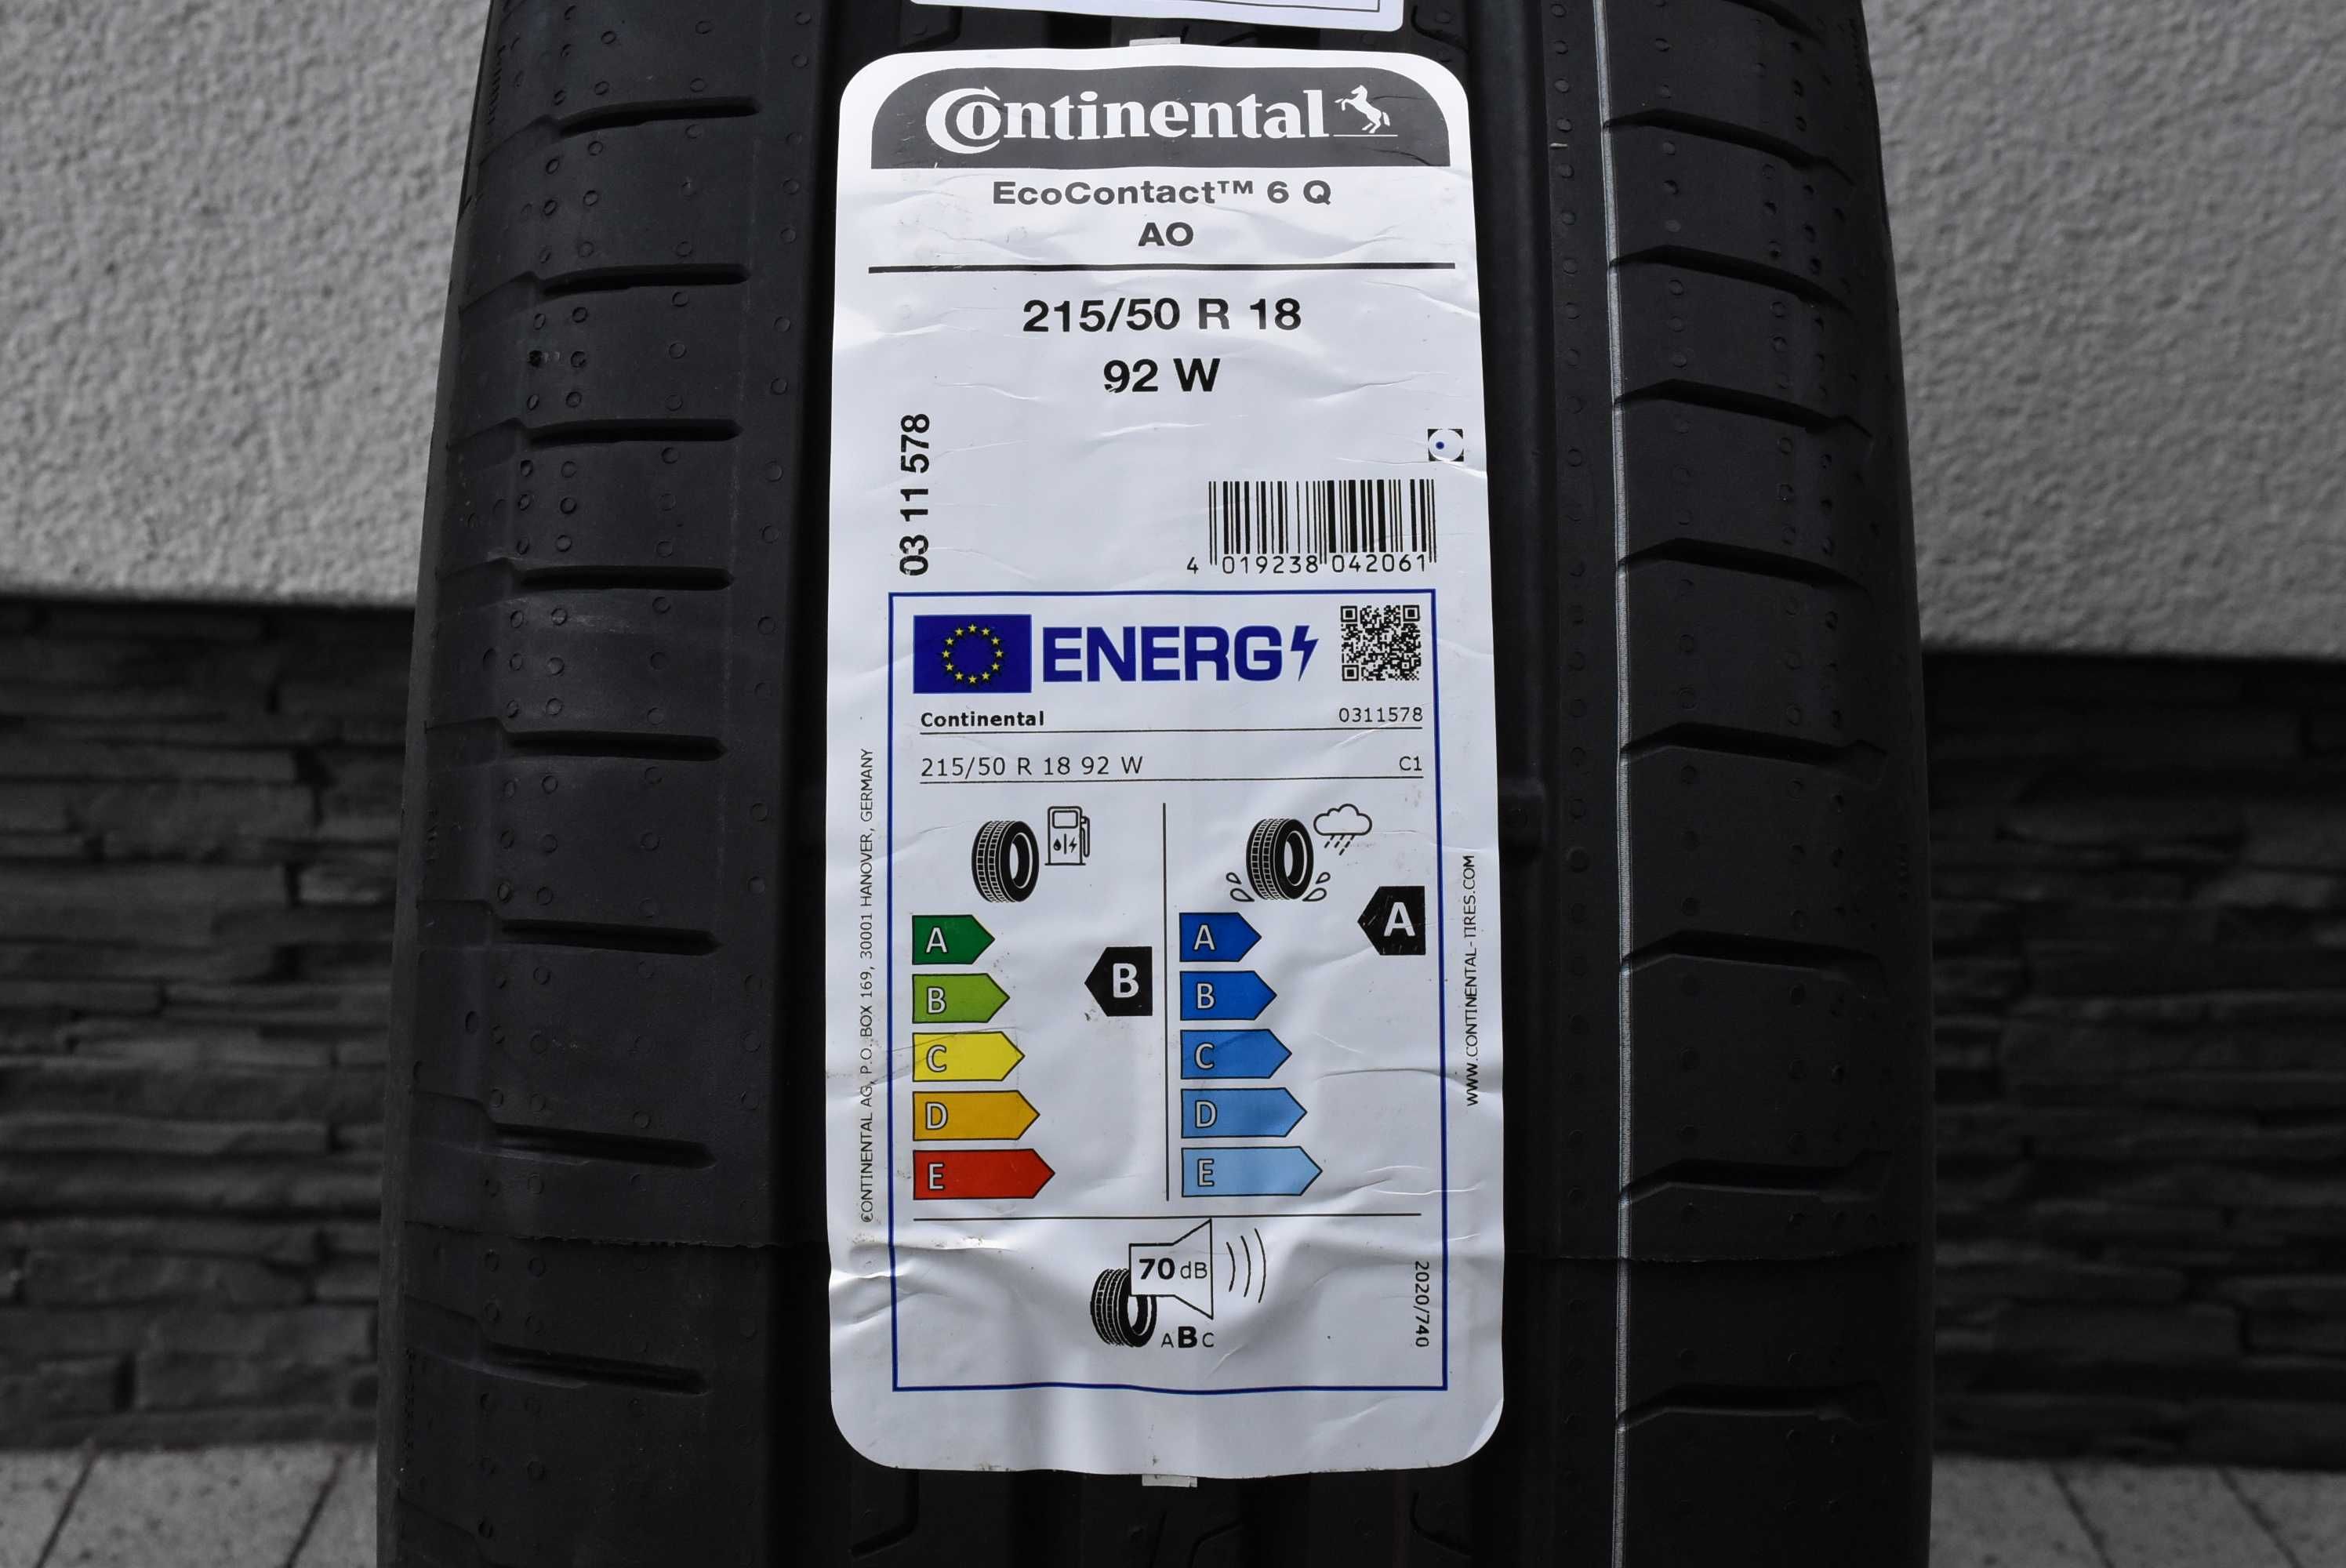 Continental
EcoContact™ 6 Q
AO
215/50 R 18
92 W
03 11 578
4 019238 042061
ENERG
Continental 0311578
215/50 R 18 92 W C1
A
B
C
D
E
B
A
B
C
D
E
A
70 dB
ABC
2020/740
CONTINENTAL AG, P.O. BOX 169, 30001 HANOVER, GERMANY
WWW.CONTINENTAL-TIRES.COM